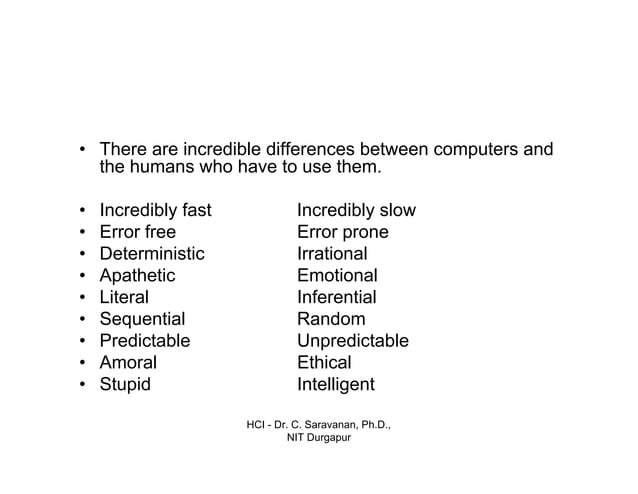 • There are incredible differences between computers and
the humans who have to use them.
• Incredibly fast Incredibly slow
• Error free Error prone
• Deterministic Irrational
• Apathetic Emotional
• Literal Inferential
• Sequential Random
• Predictable Unpredictable
• Amoral Ethical
• Stupid Intelligent
HCI - Dr. C. Saravanan, Ph.D.,
NIT Durgapur